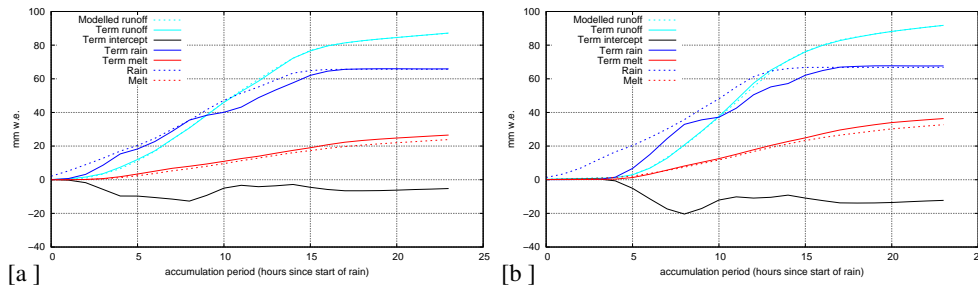 100
80
60
40
20
0
−20
−40
mm w.e.
Modelled runoff
Term runoff
Term intercept
Term rain
Term melt
Rain
Melt
0 5 10 15 20 25
accumulation period (hours since start of rain)
[a ]
100
80
60
40
20
0
−20
−40
mm w.e.
Modelled runoff
Term runoff
Term intercept
Term rain
Term melt
Rain
Melt
0 5 10 15 20 2
accumulation period (hours since start of rain)
[b ]